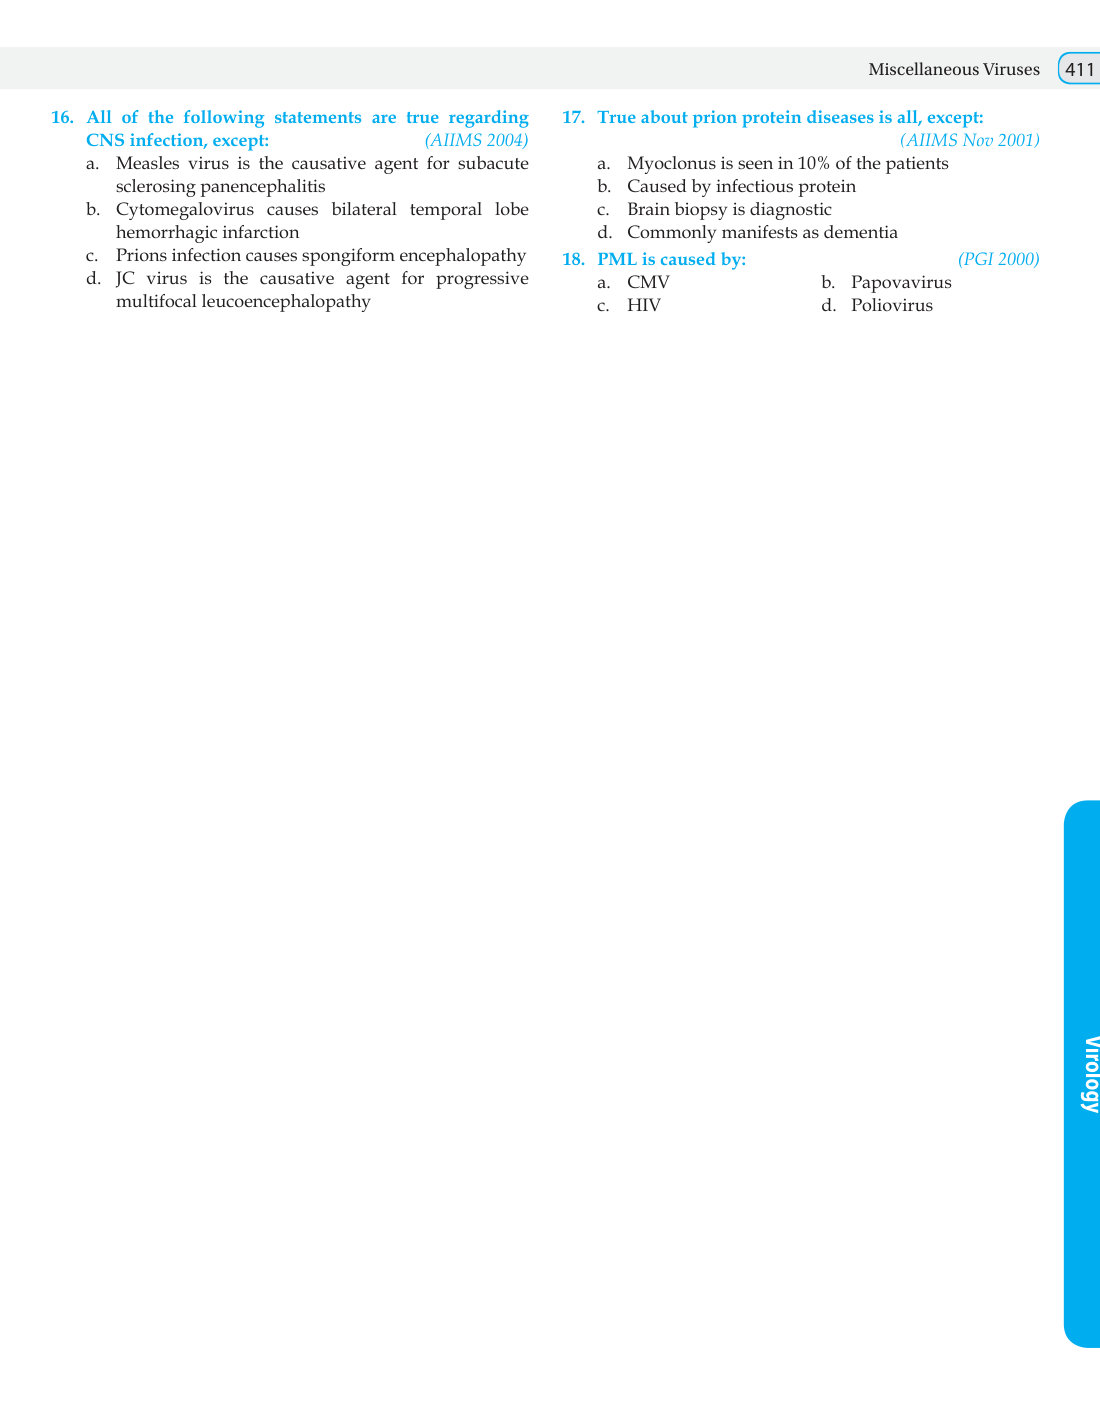 Miscellaneous Viruses 411
16. All of the following statements are true regarding
CNS infection, except: (AIIMS 2004)
a. Measles virus is the causative agent for subacute
sclerosing panencephalitis
b. Cytomegalovirus causes bilateral temporal lobe
hemorrhagic infarction
c. Prions infection causes spongiform encephalopathy
d. JC virus is the causative agent for progressive
multifocal leucoencephalopathy
17. True about prion protein diseases is all, except:
(AIIMS Nov 2001)
a. Myoclonus is seen in 10% of the patients
b. Caused by infectious protein
c. Brain biopsy is diagnostic
d. Commonly manifests as dementia
18. PML is caused by: (PGI 2000)
a. CMV b. Papovavirus
c. HIV d. Poliovirus
Virology